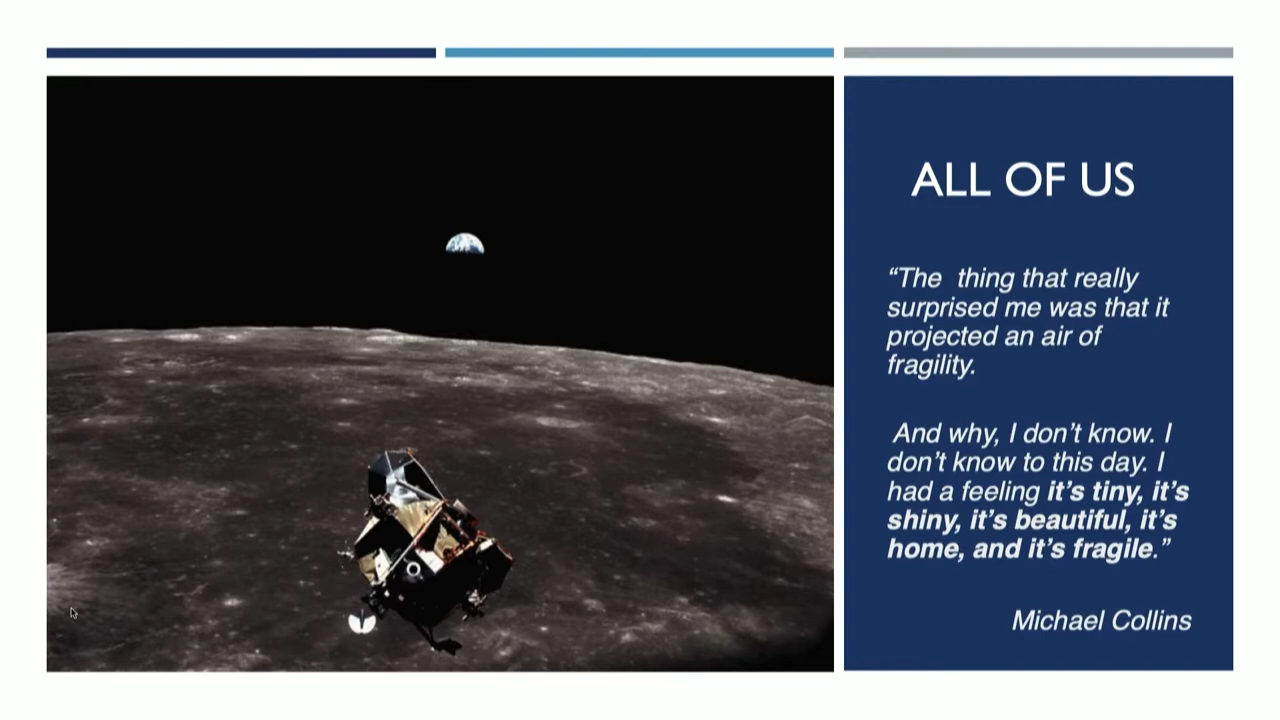 ALL OF US
“The  thing that really
surprised me was that it
projected an air of
fragility.
And why, I don’t know. I
don’t know to this day. I
had a feeling it’s tiny, it’s
shiny, it’s beautiful, it’s
home, and it’s fragile.”
Michael Collins